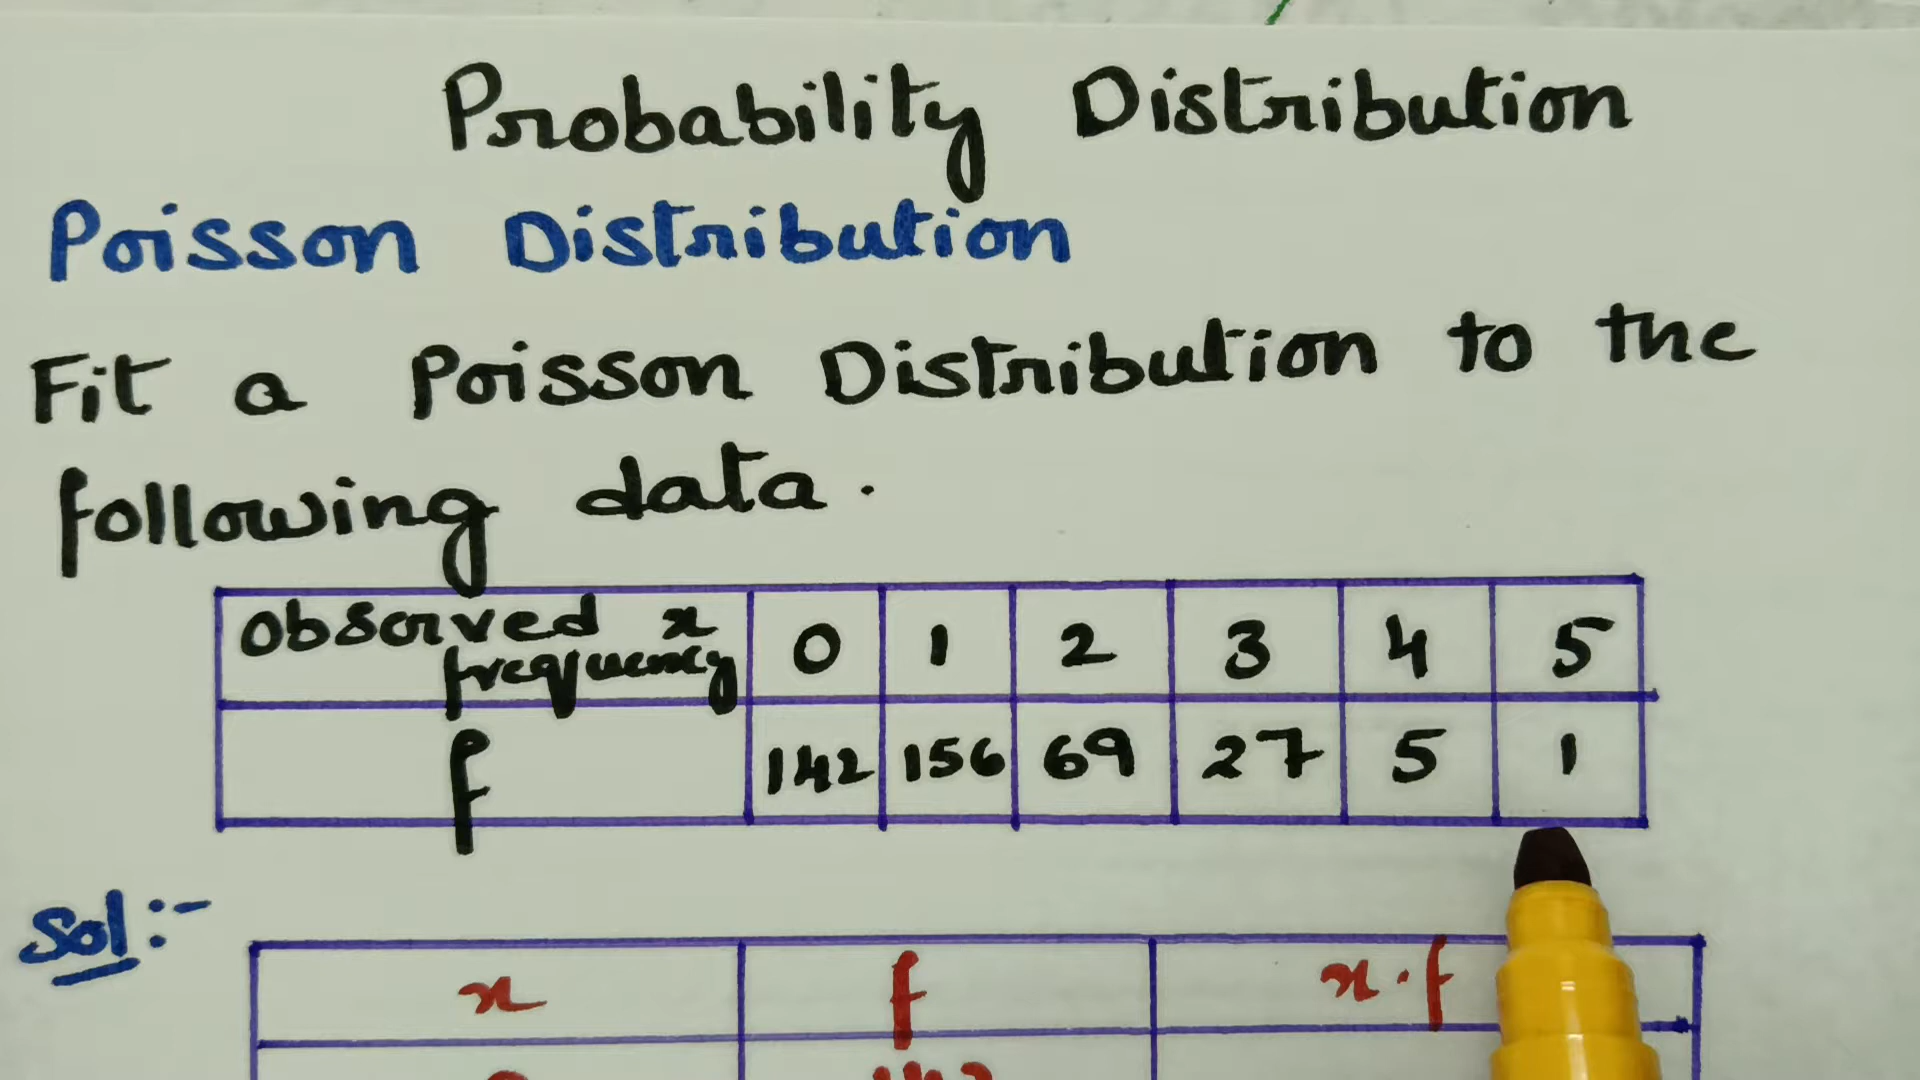 Probability Distribution
Poisson Distribution
Fit a Poisson Distribution to the
following data.
observed x 0 1 2 3 4 5
frequency
f 142 156 69 27 5 1
Sol:-
x f x.f